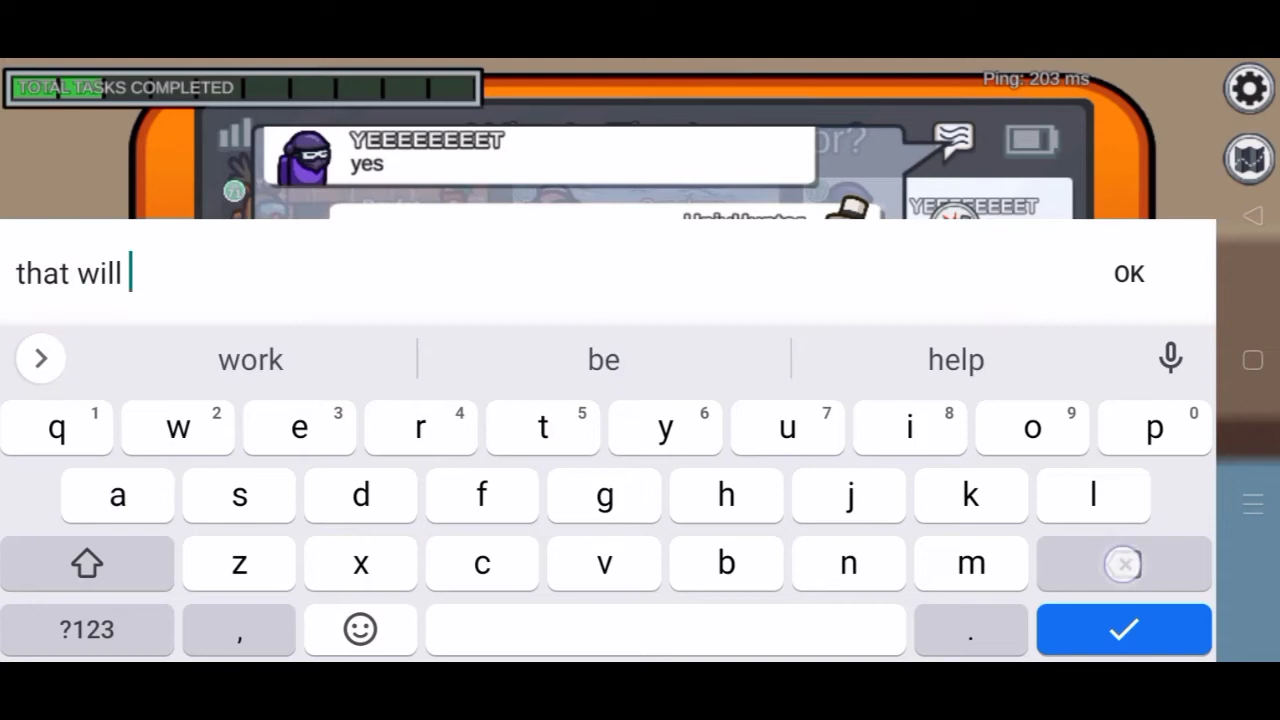 TOTAL TASKS COMPLETED
Ping: 203 ms
or?
YEEEEEEEET
yes
YEEEEEEEET
that will
OK
work be help
q 1 w 2 e 3 r 4 t 5 y 6 u 7 i 8 o 9 p 0
a s d f g h j k l
z x c v b n m
?123 , .